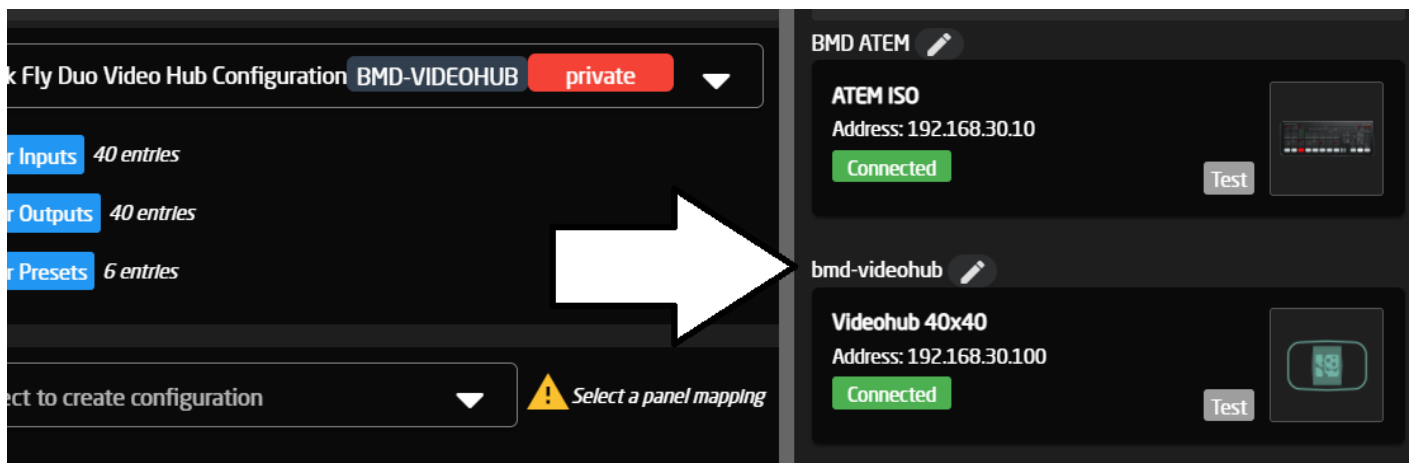 k Fly Duo Video Hub Configuration BMD-VIDEOHUB private
r Inputs 40 entries
r Outputs 40 entries
r Presets 6 entries
ect to create configuration
Select a panel mapping
BMD ATEM
ATEM ISO
Address: 192.168.30.10
Connected
Test
bmd-videohub
Videohub 40x40
Address: 192.168.30.100
Connected
Test